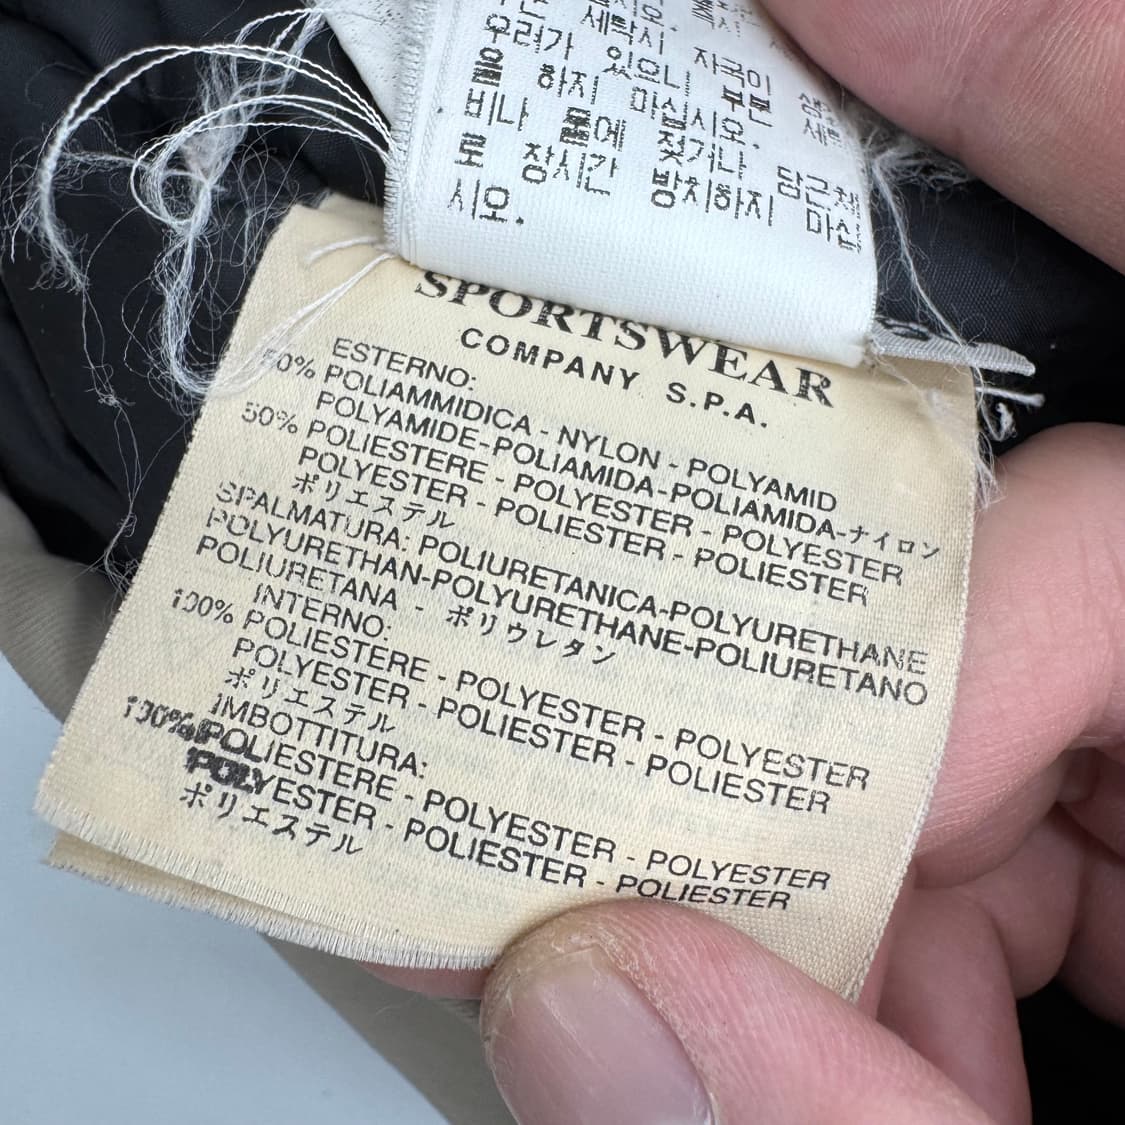 세탁시 자국이
우려가 있으니 부분
을 하지 마십시오.
비나 물에 젖거나 담근채
로 장시간 방치하지 마십
시오.
SPORTSWEAR
COMPANY S.P.A.
ESTERNO:
50% POLIAMMIDICA - NYLON - POLYAMID
POLYAMIDE-POLIAMIDA-POLIAMIDA-ナイロン
50% POLIESTERE - POLYESTER - POLYESTER
POLYESTER - POLIESTER - POLIESTER
ポリエステル
SPALMATURA: POLIURETANICA-POLYURETHANE
POLYURETHAN-POLYURETHANE-POLIURETANO
POLIURETANA - ポリウレタン
INTERNO:
100% POLIESTERE - POLYESTER - POLYESTER
POLYESTER - POLIESTER - POLIESTER
ポリエステル
IMBOTTITURA:
100% POLIESTERE - POLYESTER - POLYESTER
POLYESTER - POLIESTER - POLIESTER
ポリエステル